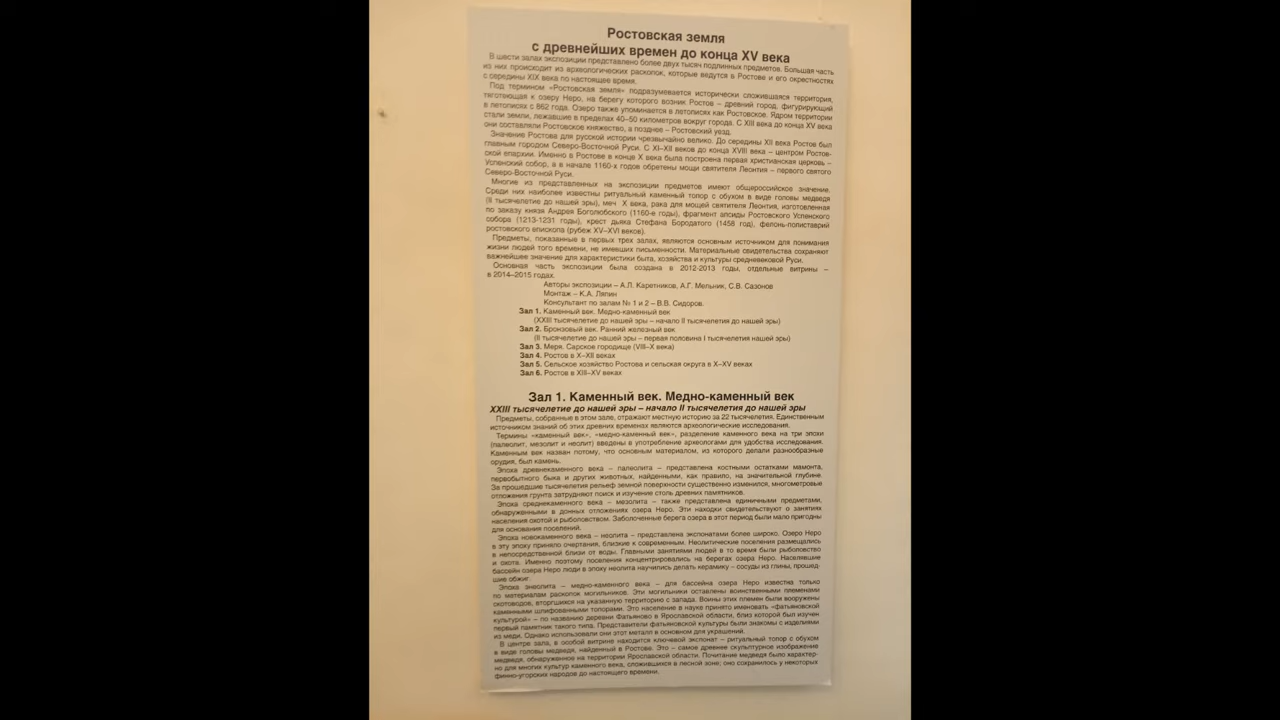 Ростовская земля
с древнейших времен до конца XV века
В шести залах экспозиции представлено более двух тысяч подлинных предметов. Большая часть
из них происходит из археологических раскопок, которые ведутся в Ростове и его окрестностях
с середины XIX века по настоящее время.
Под термином «Ростовская земля» подразумевается исторически сложившаяся территория,
тяготеющая к озеру Неро, на берегу которого возник Ростов – древний город, фигурирующий
в летописях с 862 года. Озеро также упоминается в летописях как Ростовское. Ядром территории
стали земли, лежавшие в пределах 40–50 километров вокруг города. С XIII века до конца XV века
они составляли Ростовское княжество, а позднее – Ростовский уезд.
Значение Ростова для русской истории чрезвычайно велико. До середины XII века Ростов был
главным городом Северо-Восточной Руси. С XI–XII веков до конца XVIII века – центром Ростов-
ской епархии. Именно в Ростове в конце X века была построена первая христианская церковь –
Успенский собор, а в начале 1160-х годов обретены мощи святителя Леонтия – первого святого
Северо-Восточной Руси.
Многие из представленных на экспозиции предметов имеют общероссийское значение.
Среди них наиболее известны ритуальный каменный топор с обухом в виде головы медведя
(II тысячелетие до нашей эры), меч X века, рака для мощей святителя Леонтия, изготовленная
по заказу князя Андрея Боголюбского (1160-е годы), фрагмент апсиды Ростовского Успенского
собора (1213-1231 годы), крест дьяка Стефана Бородатого (1458 год), фелонь-полиставрий
ростовского епископа (рубеж XV–XVI веков).
Предметы, показанные в первых трех залах, являются основным источником для понимания
жизни людей того времени, не имевших письменности. Материальные свидетельства сохраняют
важнейшее значение для характеристики быта, хозяйства и культуры средневековой Руси.
Основная часть экспозиции была создана в 2012-2013 годы, отдельные витрины –
в 2014–2015 годах.
Авторы экспозиции – А.Л. Каретников, А.Г. Мельник, С.В. Сазонов
Монтаж – К.А. Ляпин
Консультант по залам № 1 и 2 – В.В. Сидоров.
Зал 1. Каменный век. Медно-каменный век
(XXIII тысячелетие до нашей эры – начало II тысячелетия до нашей эры)
Зал 2. Бронзовый век. Ранний железный век
(II тысячелетие до нашей эры – первая половина I тысячелетия нашей эры)
Зал 3. Меря. Сарское городище (VIII–X века)
Зал 4. Ростов в X–XII веках
Зал 5. Сельское хозяйство Ростова и сельская округа в X–XV веках
Зал 6. Ростов в XIII–XV веках
Зал 1. Каменный век. Медно-каменный век
XXIII тысячелетие до нашей эры – начало II тысячелетия до нашей эры
Предметы, собранные в этом зале, отражают местную историю за 22 тысячелетия. Единственным
источником знаний об этих древних временах являются археологические исследования.
Термины «каменный век», «медно-каменный век», разделение каменного века на три эпохи
(палеолит, мезолит и неолит) введены в употребление археологами для удобства исследования.
Каменным век назван потому, что основным материалом, из которого делали разнообразные
орудия, был камень.
Эпоха древнекаменного века – палеолита – представлена костными остатками мамонта,
первобытного быка и других животных, найденными, как правило, на значительной глубине.
За прошедшие тысячелетия рельеф земной поверхности существенно изменился, многометровые
отложения грунта затрудняют поиск и изучение столь древних памятников.
Эпоха среднекаменного века – мезолита – также представлена единичными предметами,
обнаруженными в донных отложениях озера Неро. Эти находки свидетельствуют о занятиях
населения охотой и рыболовством. Заболоченные берега озера в этот период были мало пригодны
для основания поселений.
Эпоха новокаменного века – неолита – представлена экспонатами более широко. Озеро Неро
в эту эпоху приняло очертания, близкие к современным. Неолитические поселения размещались
в непосредственной близи от воды. Главными занятиями людей в то время были рыболовство
и охота. Именно поэтому поселения концентрировались на берегах озера Неро. Населявшие
бассейн озера Неро люди в эпоху неолита научились делать керамику – сосуды из глины, прошед-
шие обжиг.
Эпоха энеолита – медно-каменного века – для бассейна озера Неро известна только
по материалам раскопок могильников. Эти могильники оставлены воинственными племенами
скотоводов, вторгшихся на указанную территорию с запада. Воины этих племен были вооружены
каменными шлифованными топорами. Это население в науке принято именовать «фатьяновской
культурой» – по названию деревни Фатьяново в Ярославской области, близ которой был изучен
первый памятник такого типа. Представители фатьяновской культуры были знакомы с изделиями
из меди. Однако использовали они этот металл в основном для украшений.
В центре зала, в особой витрине находится ключевой экспонат – ритуальный топор с обухом
в виде головы медведя, найденный в Ростове. Это – самое древнее скульптурное изображение
медведя, обнаруженное на территории Ярославской области. Почитание медведя было характер-
но для многих культур каменного века, сложившихся в лесной зоне; оно сохранилось у некоторых
финно-угорских народов до настоящего времени.